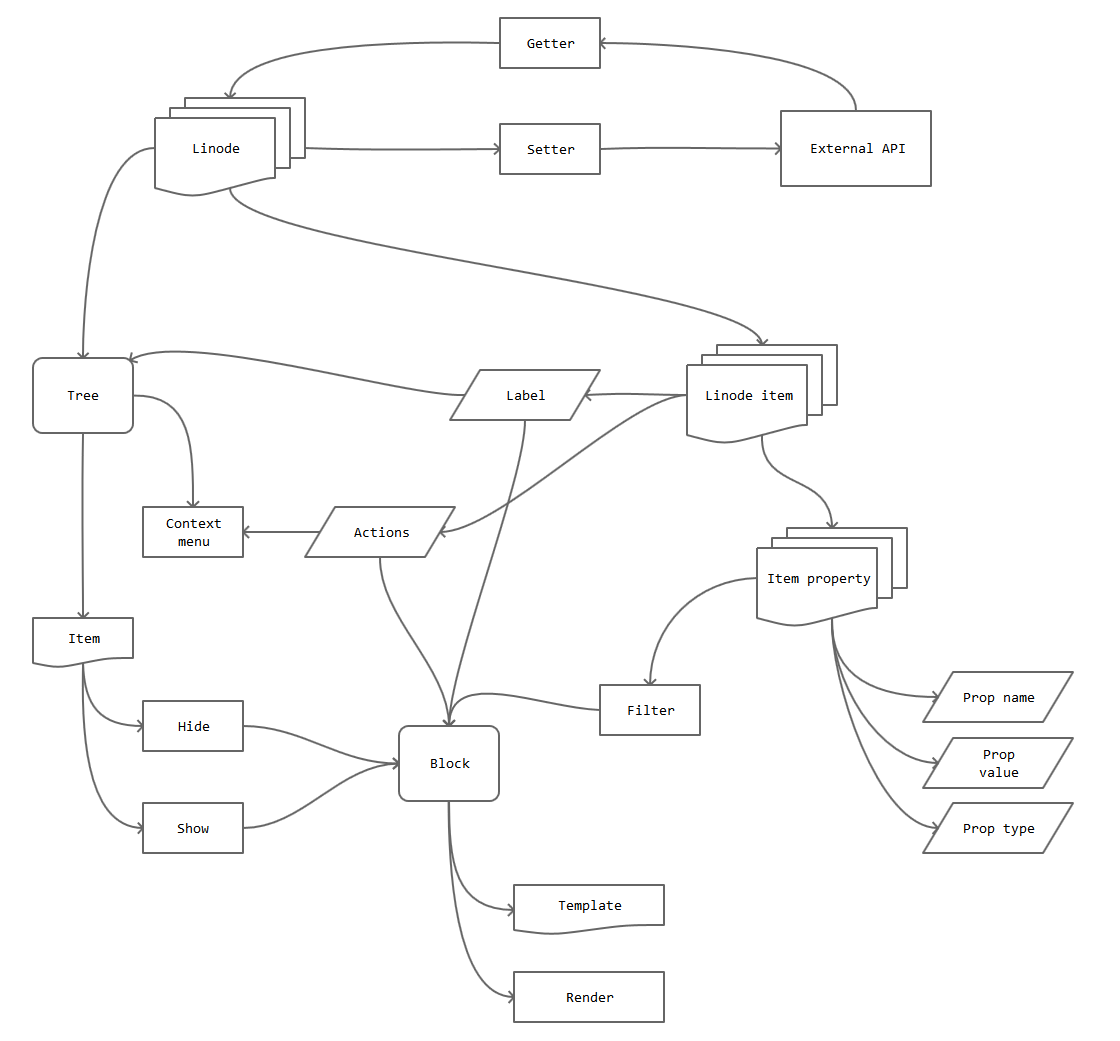 Getter
Linode
Setter
External API
Tree
Label
Linode item
Context
menu
Actions
Item property
Item
Hide
Filter
Prop name
Block
Prop
value
Show
Prop type
Template
Render